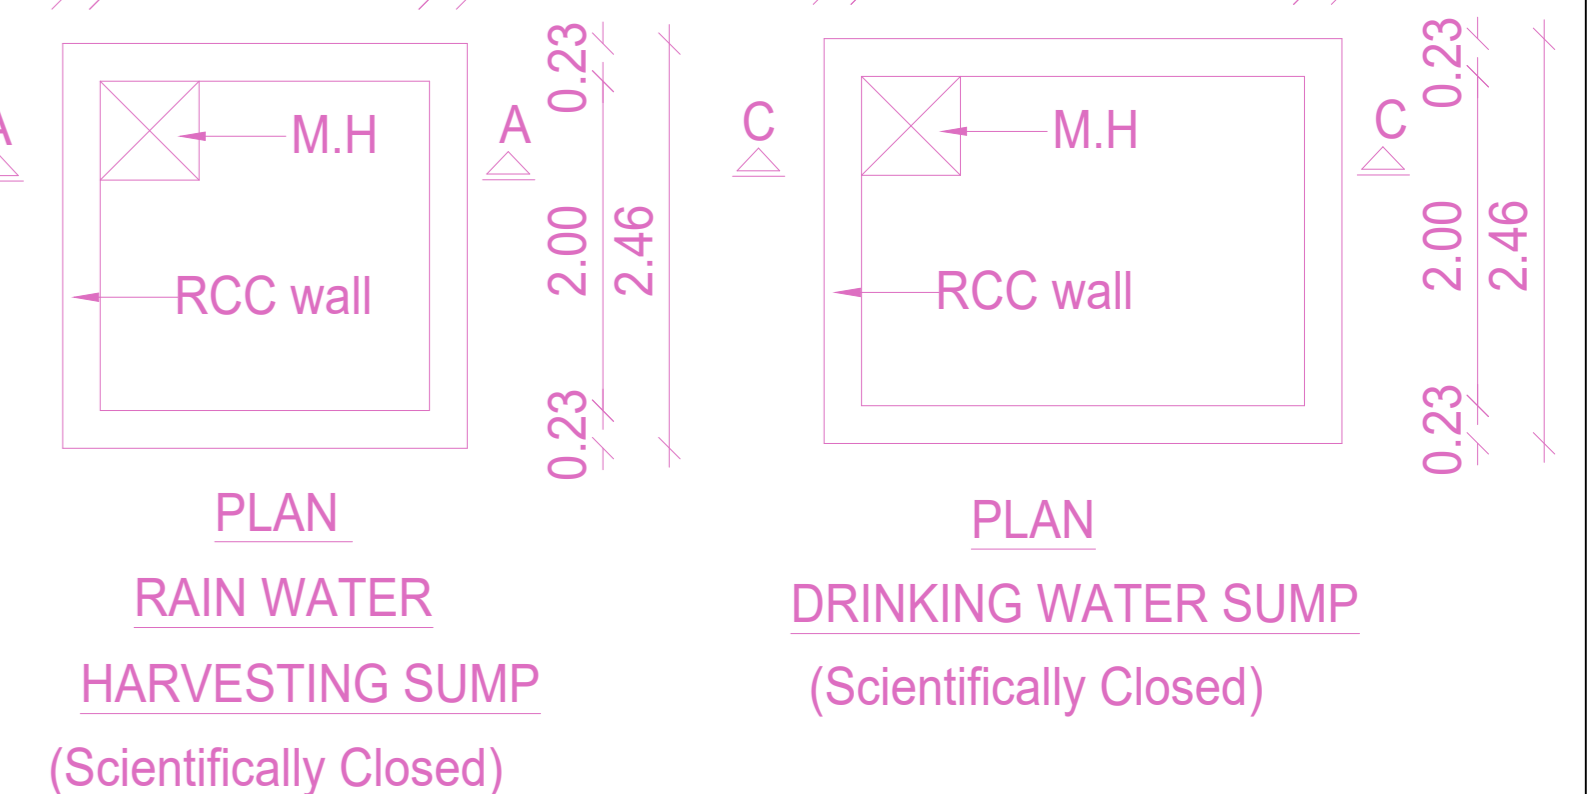 0.23
0.23
A
A
M.H
C
M.H
C
2.00
2.46
2.00
2.46
RCC wall
RCC wall
0.23
0.23
PLAN
RAIN WATER
HARVESTING SUMP
(Scientifically Closed)
PLAN
DRINKING WATER SUMP
(Scientifically Closed)